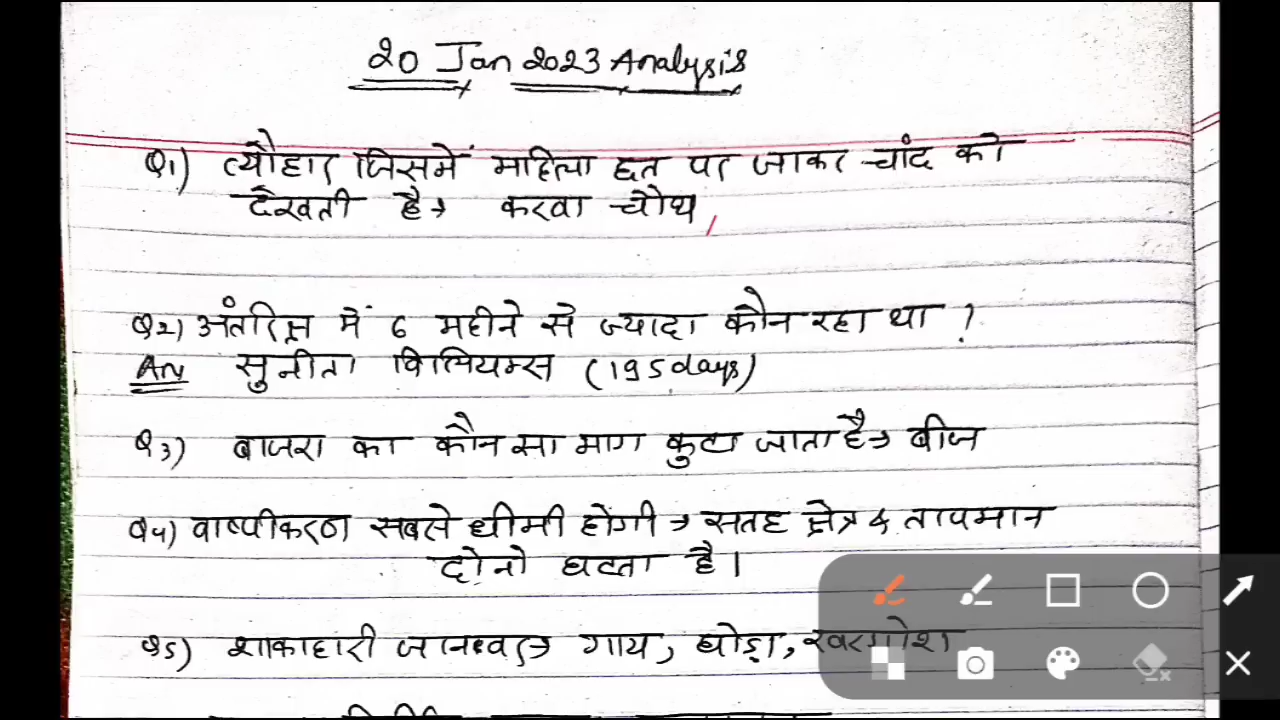 20 Jan 2023 Analysis
Q1) त्यौहार जिसमें महिला छत पर जाकर चांद को
देखती है→ करवा चौथ
Q2) अंतरिक्ष में 6 महीने से ज्यादा कौन रहा था ?
Ans सुनीता विलियम्स (195 days)
Q3) बाजरा का कौन सा भाग कुटा जाता है→ बीज
Q4) वाष्पीकरण सबसे धीमी होगी → सतह क्षेत्र & तापमान
दोनो घटता है।
Q5) शाकाहारी जानवर→ गाय, घोड़ा, खरगोश